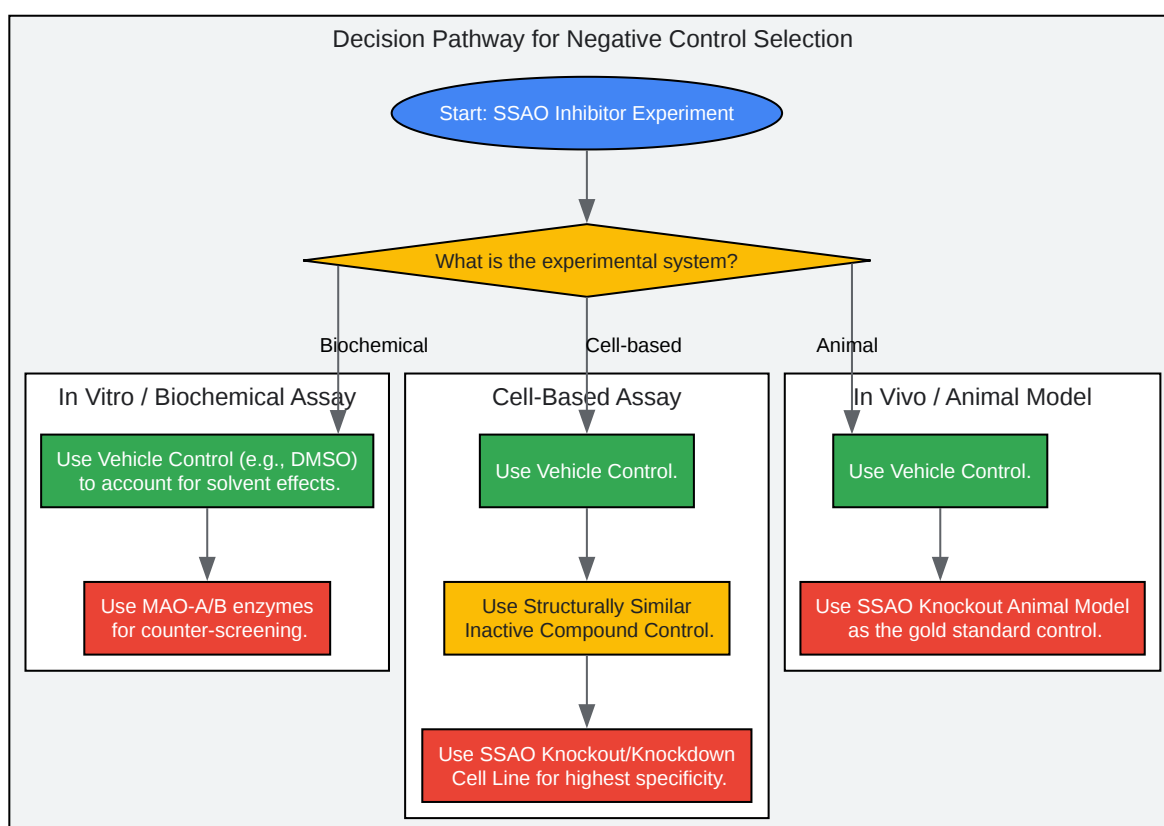 Decision Pathway for Negative Control Selection
Start: SSAO Inhibitor Experiment
What is the experimental system?
Biochemical
Cell-based
Animal
In Vitro / Biochemical Assay
Use Vehicle Control (e.g., DMSO)
to account for solvent effects.
Use MAO-A/B enzymes
for counter-screening.
Cell-Based Assay
Use Vehicle Control.
Use Structurally Similar
Inactive Compound Control.
Use SSAO Knockout/Knockdown
Cell Line for highest specificity.
In Vivo / Animal Model
Use Vehicle Control.
Use SSAO Knockout Animal Model
as the gold standard control.